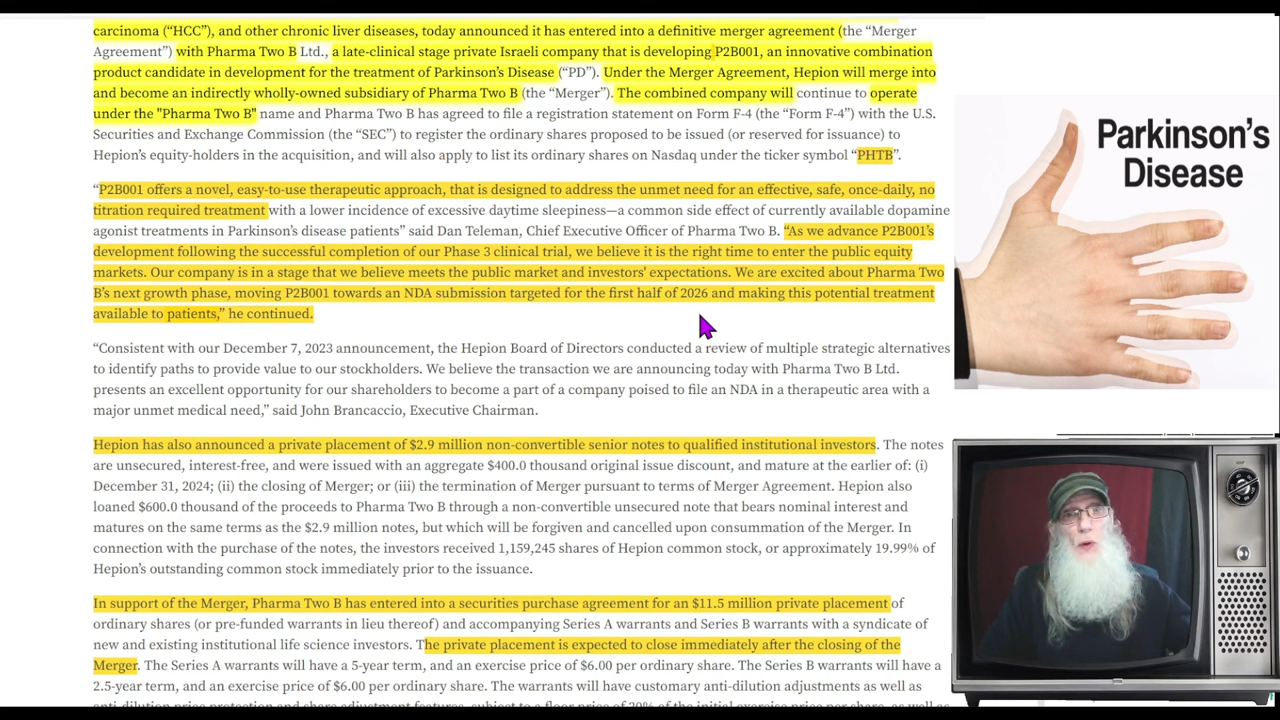 carcinoma (“HCC”), and other chronic liver diseases, today announced it has entered into a definitive merger agreement (the “Merger
Agreement”) with Pharma Two B Ltd., a late-clinical stage private Israeli company that is developing P2B001, an innovative combination
product candidate in development for the treatment of Parkinson’s Disease (“PD”). Under the Merger Agreement, Hepion will merge into
and become an indirectly wholly-owned subsidiary of Pharma Two B (the “Merger”). The combined company will continue to operate
under the "Pharma Two B" name and Pharma Two B has agreed to file a registration statement on Form F-4 (the “Form F-4”) with the U.S.
Securities and Exchange Commission (the “SEC”) to register the ordinary shares proposed to be issued (or reserved for issuance) to
Hepion’s equity-holders in the acquisition, and will also apply to list its ordinary shares on Nasdaq under the ticker symbol “PHTB”.
“P2B001 offers a novel, easy-to-use therapeutic approach, that is designed to address the unmet need for an effective, safe, once-daily, no
titration required treatment with a lower incidence of excessive daytime sleepiness—a common side effect of currently available dopamine
agonist treatments in Parkinson’s disease patients” said Dan Teleman, Chief Executive Officer of Pharma Two B. “As we advance P2B001’s
development following the successful completion of our Phase 3 clinical trial, we believe it is the right time to enter the public equity
markets. Our company is in a stage that we believe meets the public market and investors' expectations. We are excited about Pharma Two
B’s next growth phase, moving P2B001 towards an NDA submission targeted for the first half of 2026 and making this potential treatment
available to patients,” he continued.
“Consistent with our December 7, 2023 announcement, the Hepion Board of Directors conducted a review of multiple strategic alternatives
to identify paths to provide value to our stockholders. We believe the transaction we are announcing today with Pharma Two B Ltd.
presents an excellent opportunity for our shareholders to become a part of a company poised to file an NDA in a therapeutic area with a
major unmet medical need,” said John Brancaccio, Executive Chairman.
Hepion has also announced a private placement of $2.9 million non-convertible senior notes to qualified institutional investors. The notes
are unsecured, interest-free, and were issued with an aggregate $400.0 thousand original issue discount, and mature at the earlier of: (i)
December 31, 2024; (ii) the closing of Merger; or (iii) the termination of Merger pursuant to terms of Merger Agreement. Hepion also
loaned $600.0 thousand of the proceeds to Pharma Two B through a non-convertible unsecured note that bears nominal interest and
matures on the same terms as the $2.9 million notes, but which will be forgiven and cancelled upon consummation of the Merger. In
connection with the purchase of the notes, the investors received 1,159,245 shares of Hepion common stock, or approximately 19.99% of
Hepion’s outstanding common stock immediately prior to the issuance.
In support of the Merger, Pharma Two B has entered into a securities purchase agreement for an $11.5 million private placement of
ordinary shares (or pre-funded warrants in lieu thereof) and accompanying Series A warrants and Series B warrants with a syndicate of
new and existing institutional life science investors. The private placement is expected to close immediately after the closing of the
Merger. The Series A warrants will have a 5-year term, and an exercise price of $6.00 per ordinary share. The Series B warrants will have a
2.5-year term, and an exercise price of $6.00 per ordinary share. The warrants will have customary anti-dilution adjustments as well as
Parkinson’s
Disease